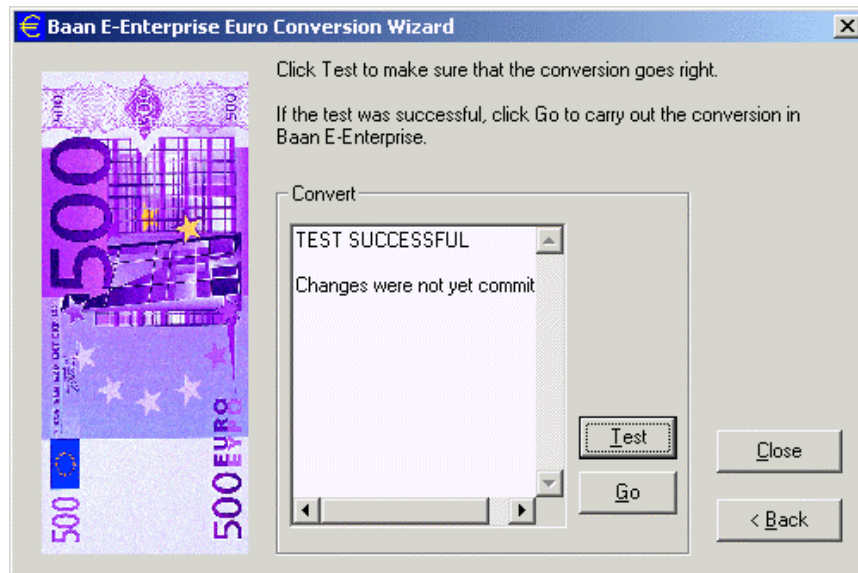 Baan E-Enterprise Euro Conversion Wizard
Click Test to make sure that the conversion goes right.
If the test was successful, click Go to carry out the conversion in
Baan E-Enterprise.
Convert
TEST SUCCESSFUL
Changes were not yet commit
Test
Go
Close
< Back
500
500
500 EURO
ΕΥΡΩ
500